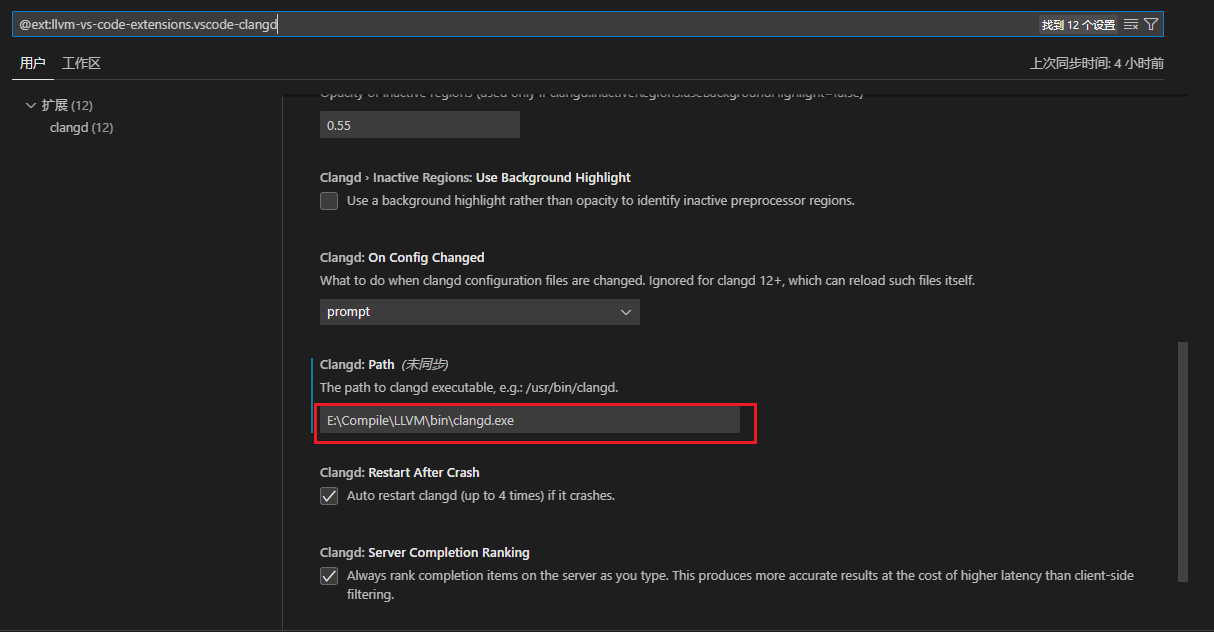 @ext:llvm-vs-code-extensions.vscode-clangd
找到 12 个设置
用户 工作区
上次同步时间: 4 小时前
扩展 (12)
clangd (12)
Opacity of inactive regions (used only if clangd.inactiveRegions.useBackgroundHighlight=false)
0.55
Clangd › Inactive Regions: Use Background Highlight
Use a background highlight rather than opacity to identify inactive preprocessor regions.
Clangd: On Config Changed
What to do when clangd configuration files are changed. Ignored for clangd 12+, which can reload such files itself.
prompt
Clangd: Path (未同步)
The path to clangd executable, e.g.: /usr/bin/clangd.
E:\Compile\LLVM\bin\clangd.exe
Clangd: Restart After Crash
Auto restart clangd (up to 4 times) if it crashes.
Clangd: Server Completion Ranking
Always rank completion items on the server as you type. This produces more accurate results at the cost of higher latency than client-side
filtering.